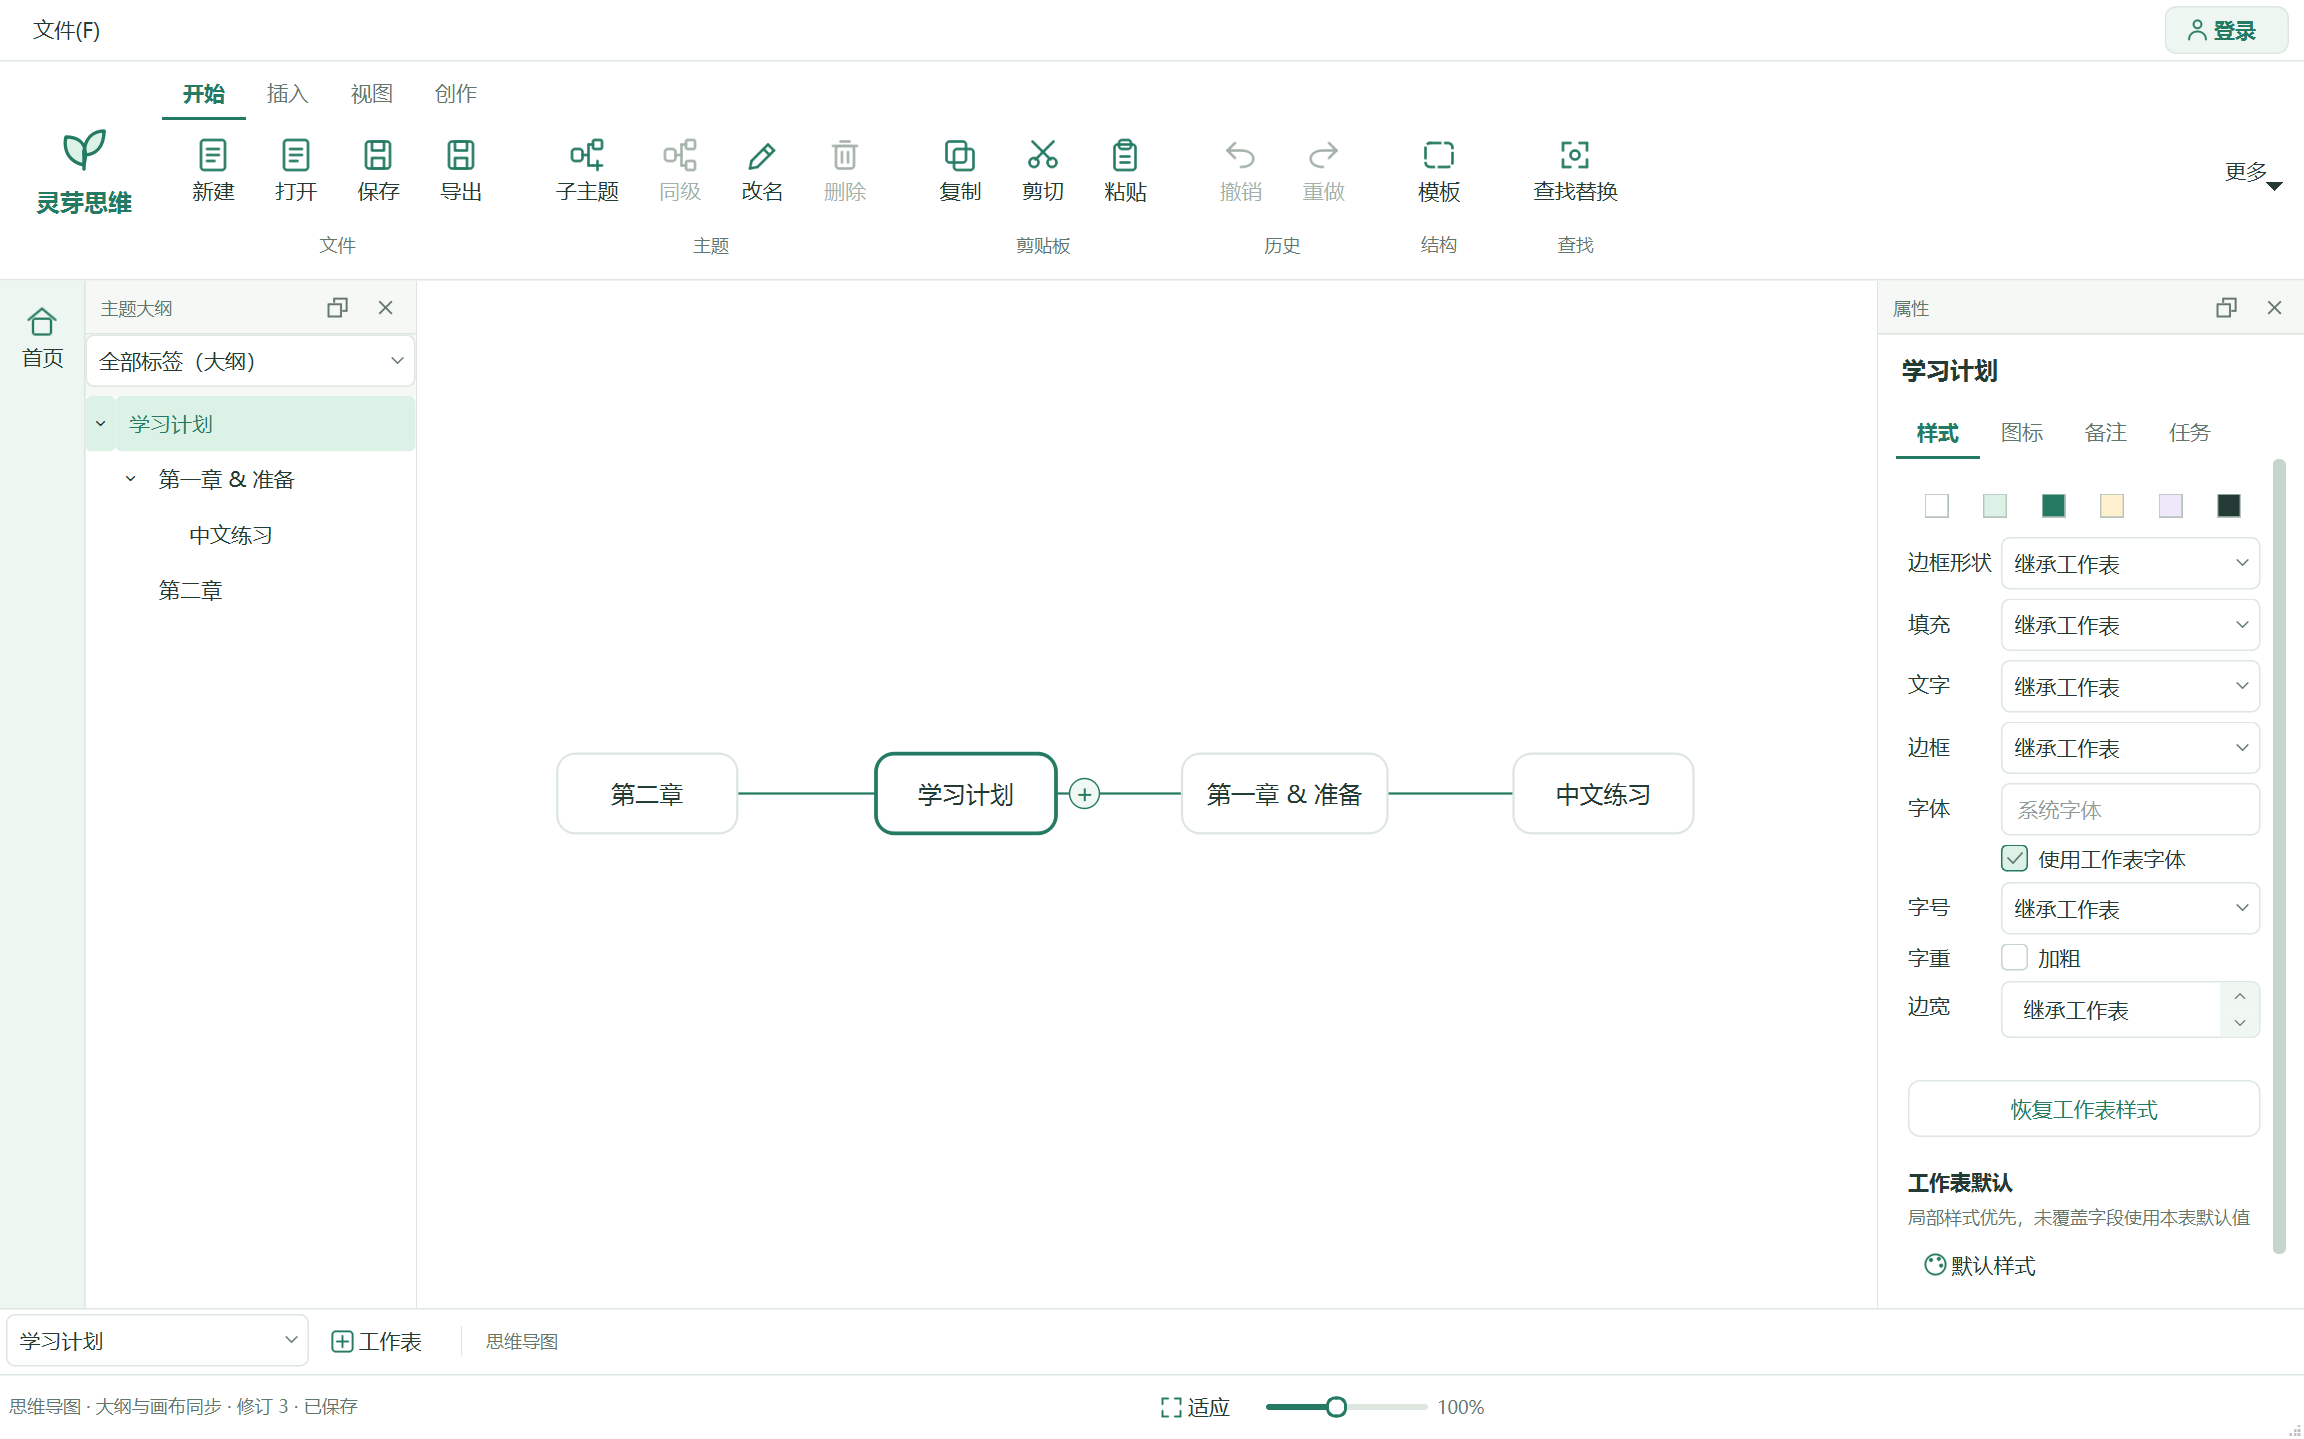 文件(F)
登录
开始 插入 视图 创作
灵芽思维
新建 打开 保存 导出 子主题 同级 改名 删除 复制 剪切 粘贴 撤销 重做 模板 查找替换
更多
文件 主题 剪贴板 历史 结构 查找
首页
主题大纲
全部标签（大纲）
学习计划
第一章 & 准备
中文练习
第二章
第二章 学习计划 第一章 & 准备 中文练习
属性
学习计划
样式 图标 备注 任务
边框形状 继承工作表
填充 继承工作表
文字 继承工作表
边框 继承工作表
字体 系统字体
使用工作表字体
字号 继承工作表
字重 加粗
边宽 继承工作表
恢复工作表样式
工作表默认
局部样式优先，未覆盖字段使用本表默认值
默认样式
学习计划 工作表 思维导图
思维导图 · 大纲与画布同步 · 修订 3 · 已保存
适应 100%